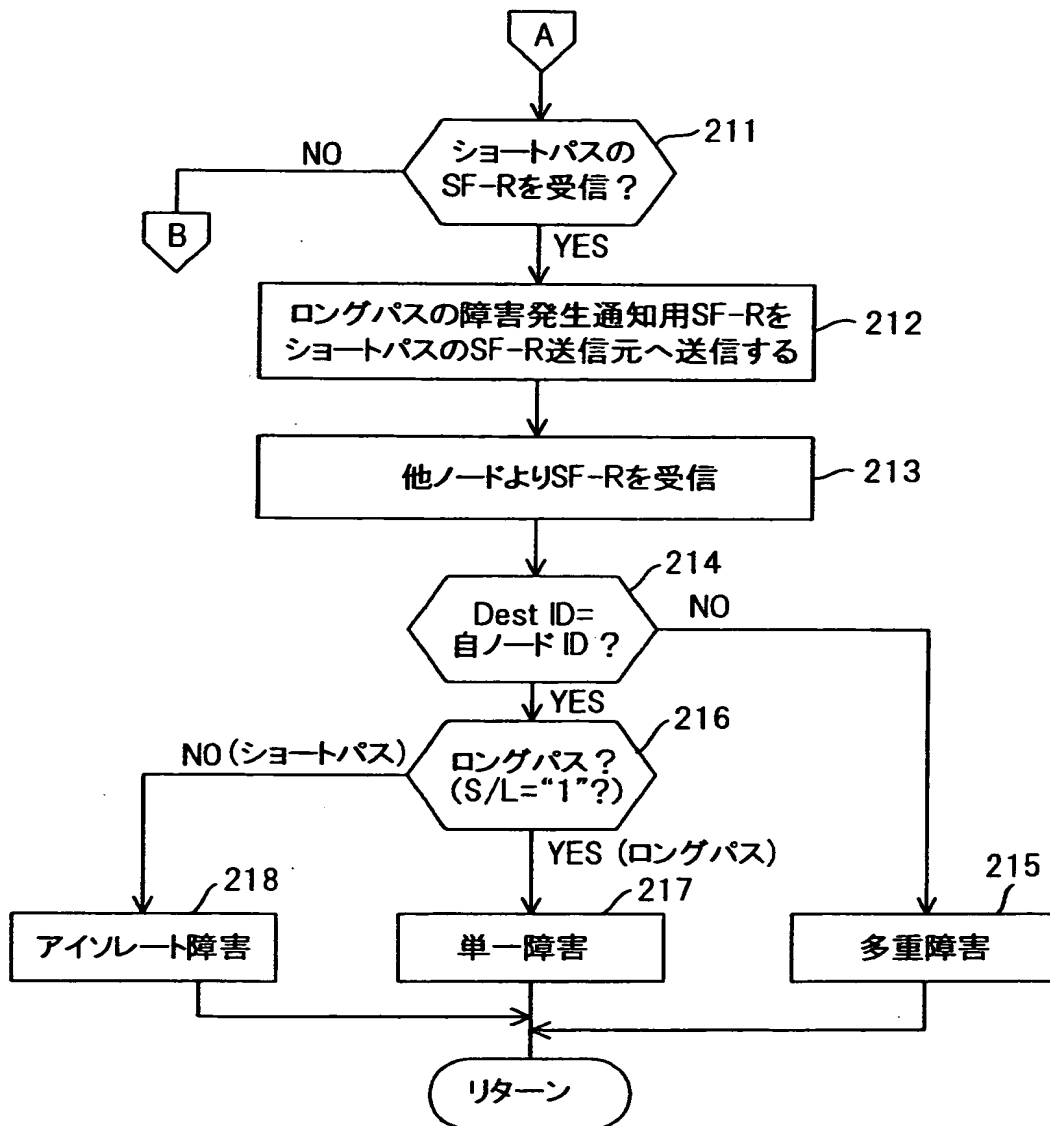 A
ショートパスの
SF-Rを受信?
211
NO
B
YES
ロングパスの障害発生通知用SF-Rを
ショートパスのSF-R送信元へ送信する
212
他ノードよりSF-Rを受信
213
214
Dest ID=
自ノード ID ?
NO
YES
216
NO (ショートパス)
ロングパス?
(S/L=“1”?)
YES (ロングパス)
218
217
215
アイソレート障害
単一障害
多重障害
リターン